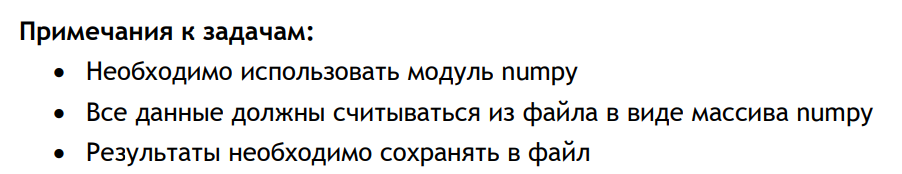 Примечания к задачам:
• Необходимо использовать модуль numpy
• Все данные должны считываться из файла в виде массива numpy
• Результаты необходимо сохранять в файл